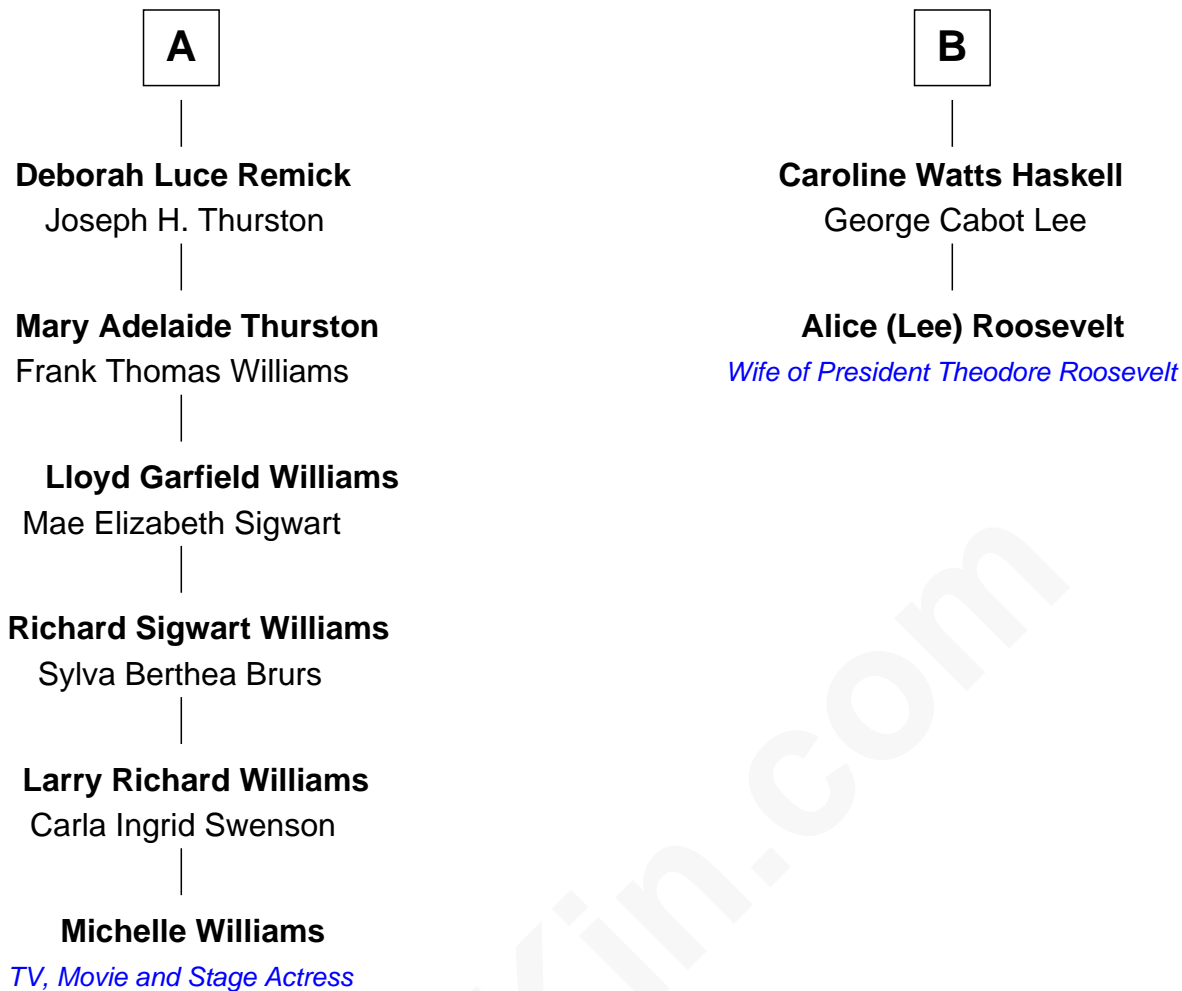 A
Deborah Luce Remick
Joseph H. Thurston
Mary Adelaide Thurston
Frank Thomas Williams
Lloyd Garfield Williams
Mae Elizabeth Sigwart
Richard Sigwart Williams
Sylva Berthea Brurs
Larry Richard Williams
Carla Ingrid Swenson
Michelle Williams
TV, Movie and Stage Actress
B
Caroline Watts Haskell
George Cabot Lee
Alice (Lee) Roosevelt
Wife of President Theodore Roosevelt